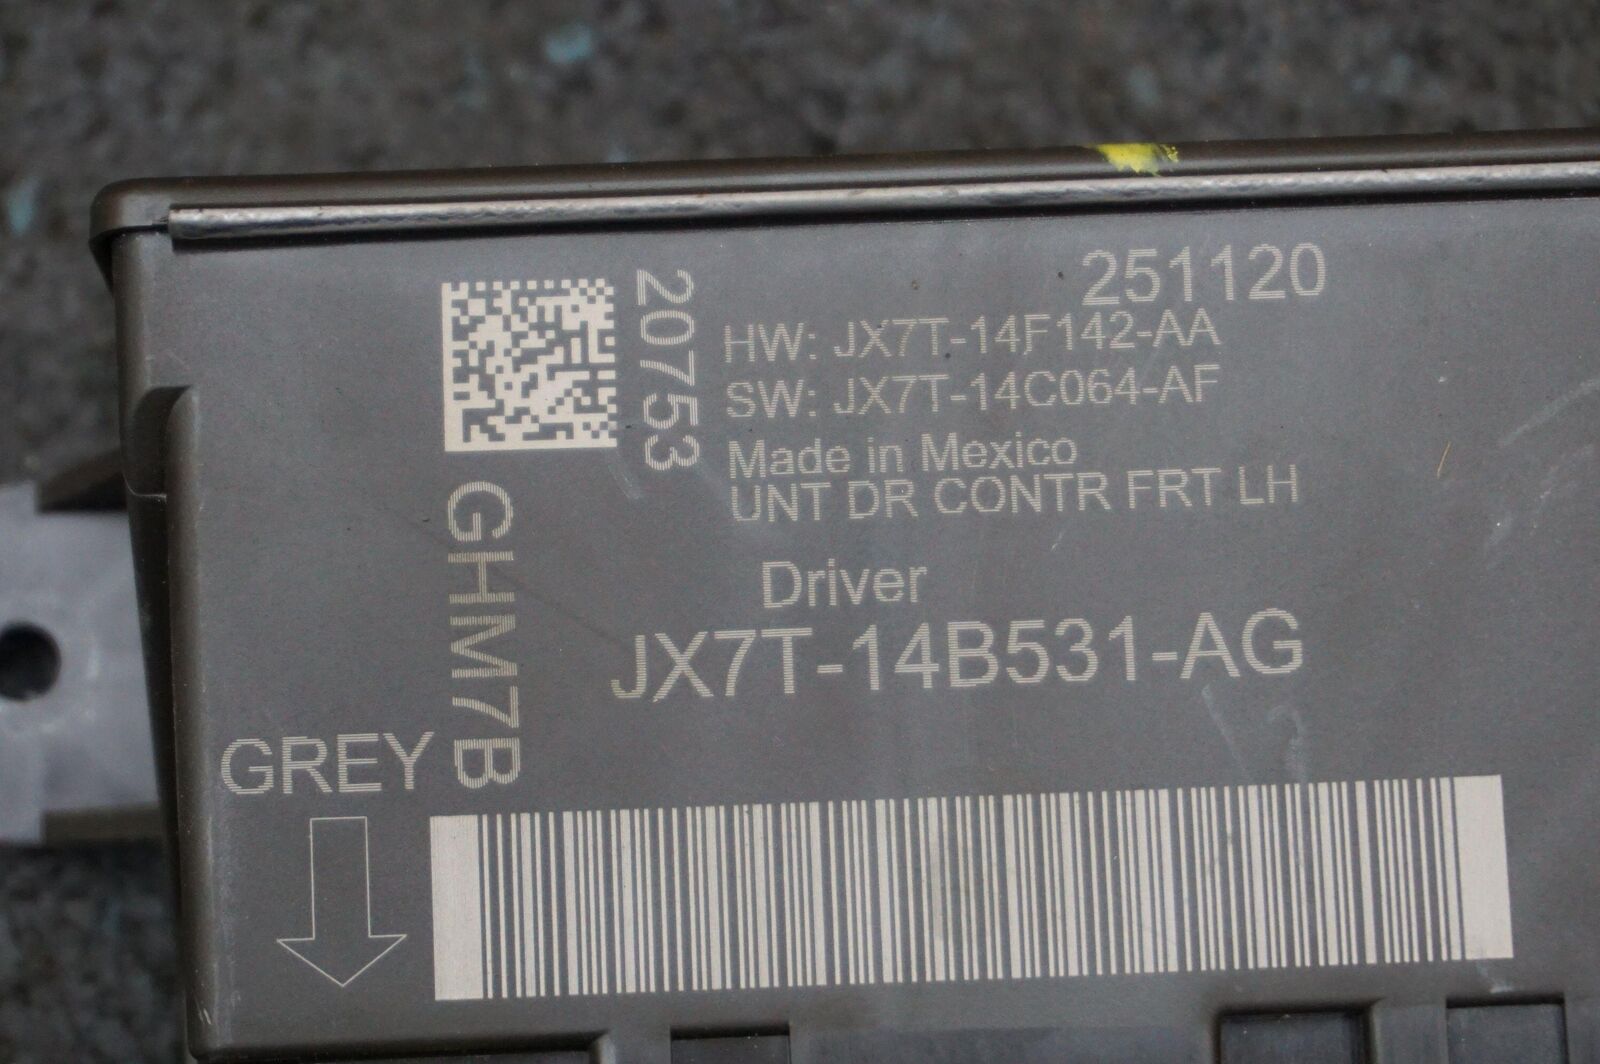 251120
20753
HW: JX7T-14F142-AA
SW: JX7T-14C064-AF
Made in Mexico
UNT DR CONTR FRT LH
GHM7B
Driver
JX7T-14B531-AG
GREY